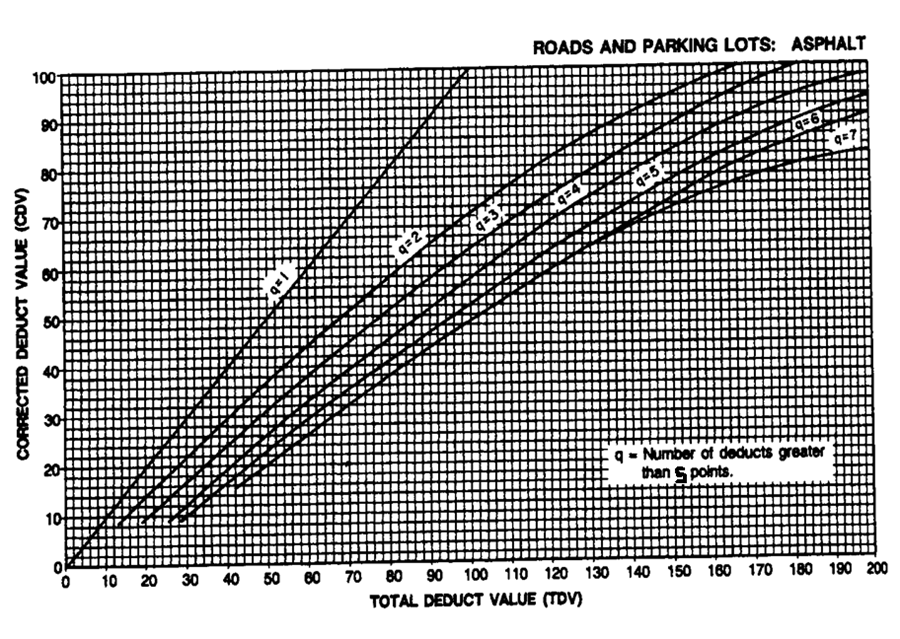 ROADS AND PARKING LOTS: ASPHALT
CORRECTED DEDUCT VALUE (CDV)
100
90
80
70
60
50
40
30
20
10
0
q=1
q=2
q=3
q=4
q=5
q=6
q=7
q = Number of deducts greater
than 5 points.
0 10 20 30 40 50 60 70 80 90 100 110 120 130 140 150 160 170 180 190 200
TOTAL DEDUCT VALUE (TDV)